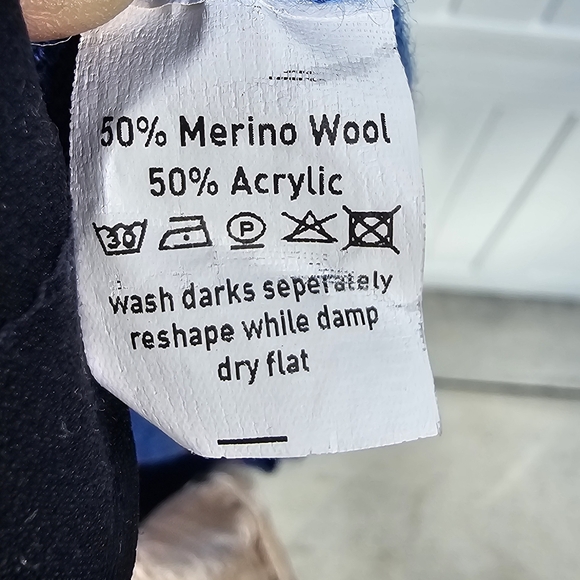 50% Merino Wool
50% Acrylic
30 P
wash darks seperately
reshape while damp
dry flat